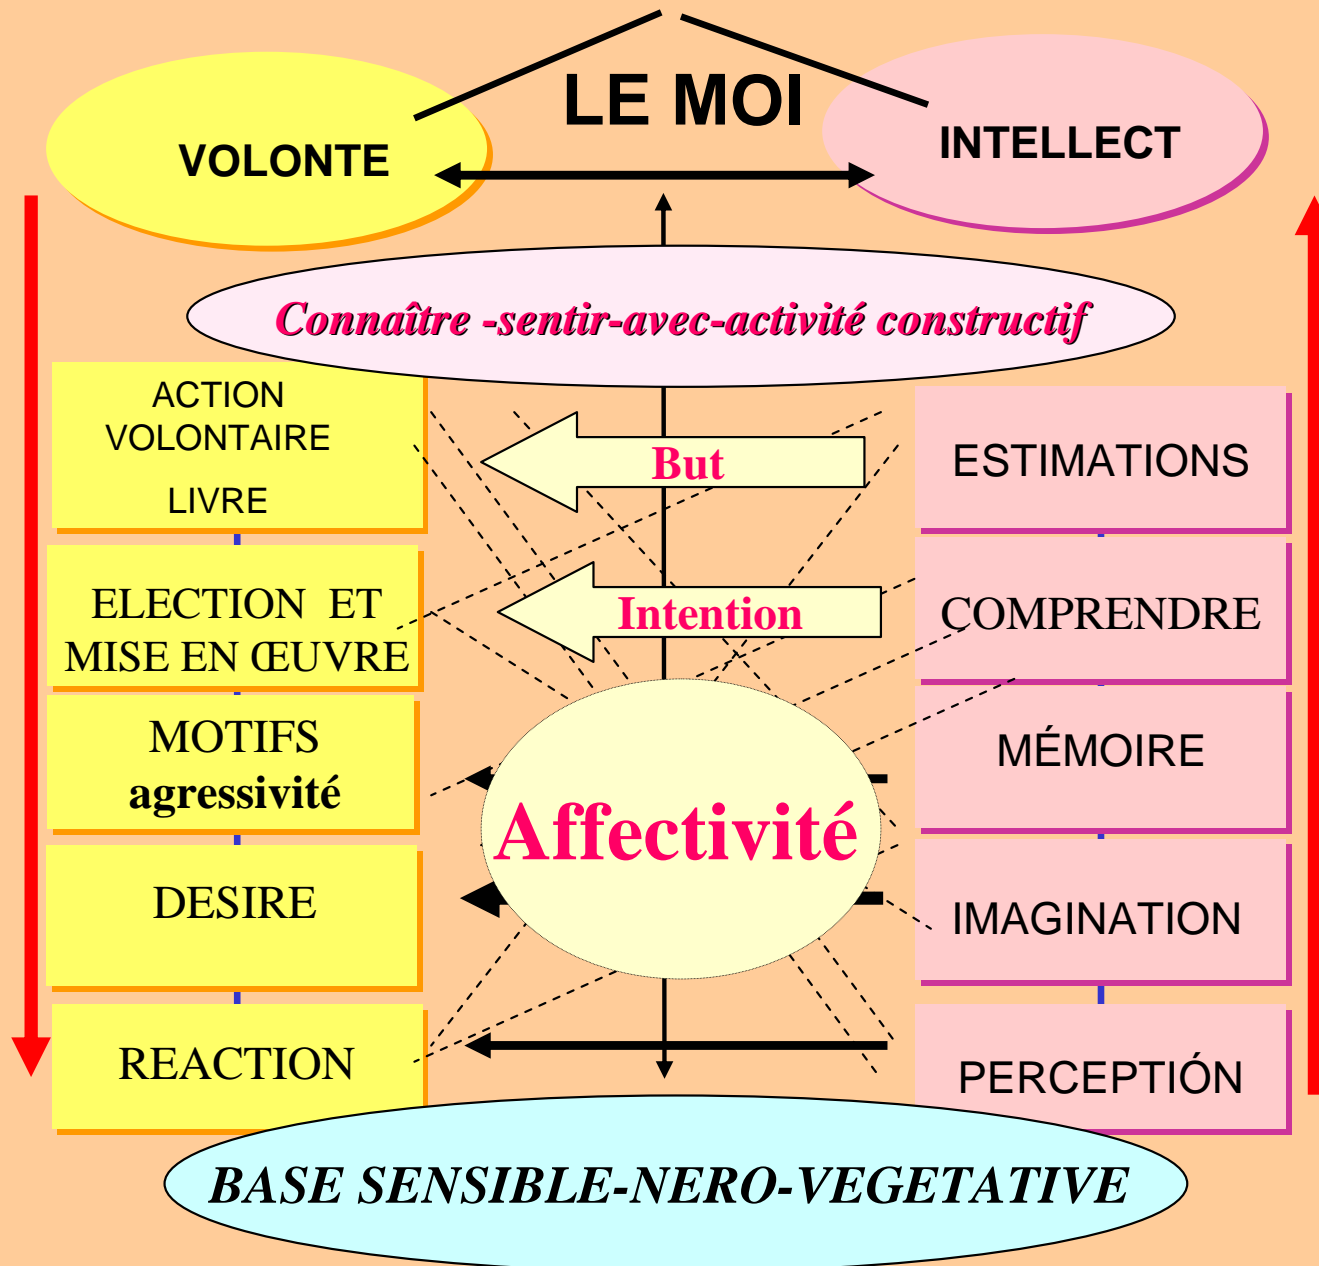 LE MOI
VOLONTE
INTELLECT
Connaître -sentir-avec-activité constructif
ACTION
VOLONTAIRE
LIVRE
But
ESTIMATIONS
ELECTION ET
MISE EN ŒUVRE
Intention
COMPRENDRE
MOTIFS
agressivité
MÉMOIRE
Affectivité
DESIRE
IMAGINATION
REACTION
PERCEPTIÓN
BASE SENSIBLE-NERO-VEGETATIVE